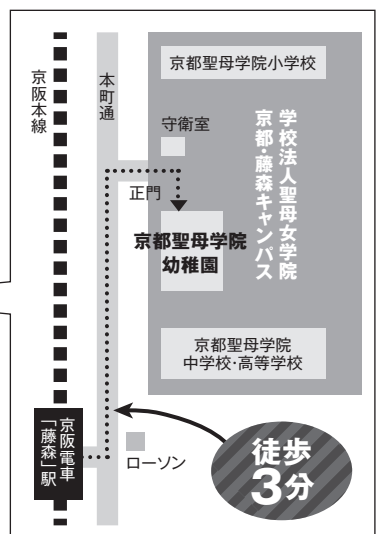 京都聖母学院小学校
京阪本線
本町通
守衛室
学校法人聖母女学院
京都・藤森キャンパス
正門
京都聖母学院
幼稚園
京都聖母学院
中学校・高等学校
京阪電車
「藤森」駅
ローソン
徒歩
3分